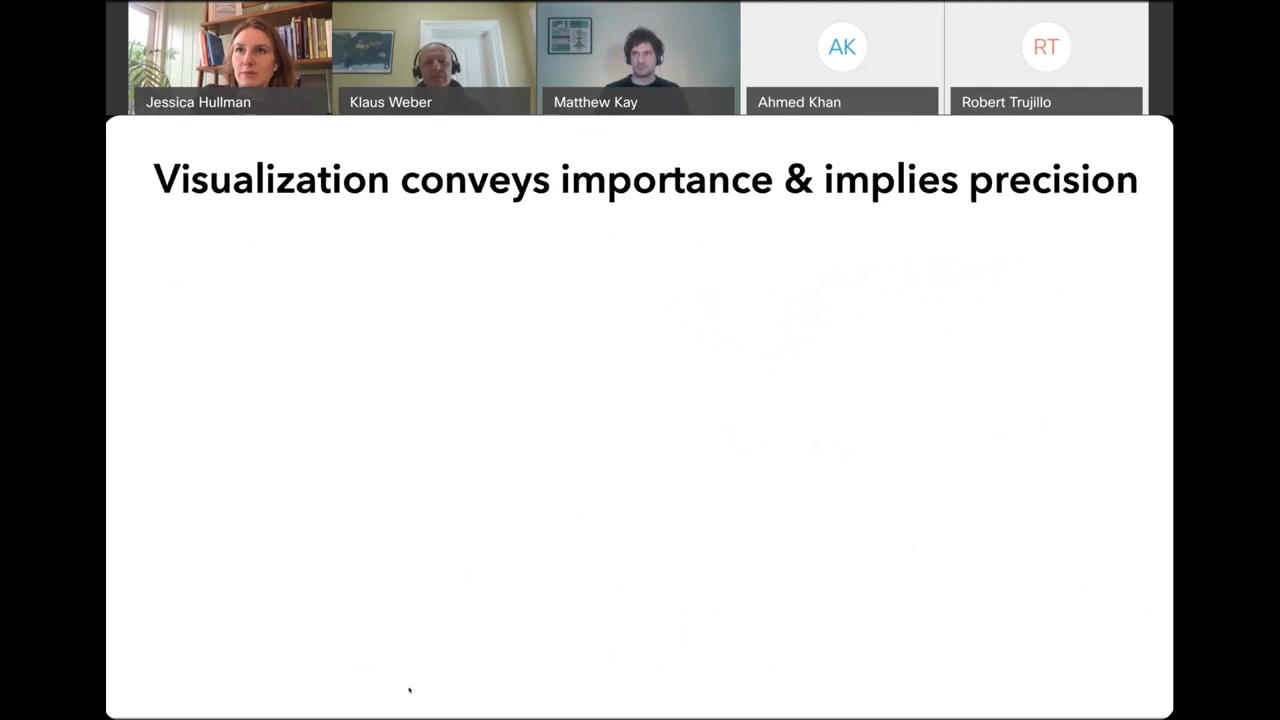 AK
RT
Jessica Hullman
Klaus Weber
Matthew Kay
Ahmed Khan
Robert Trujillo
Visualization conveys importance & implies precision